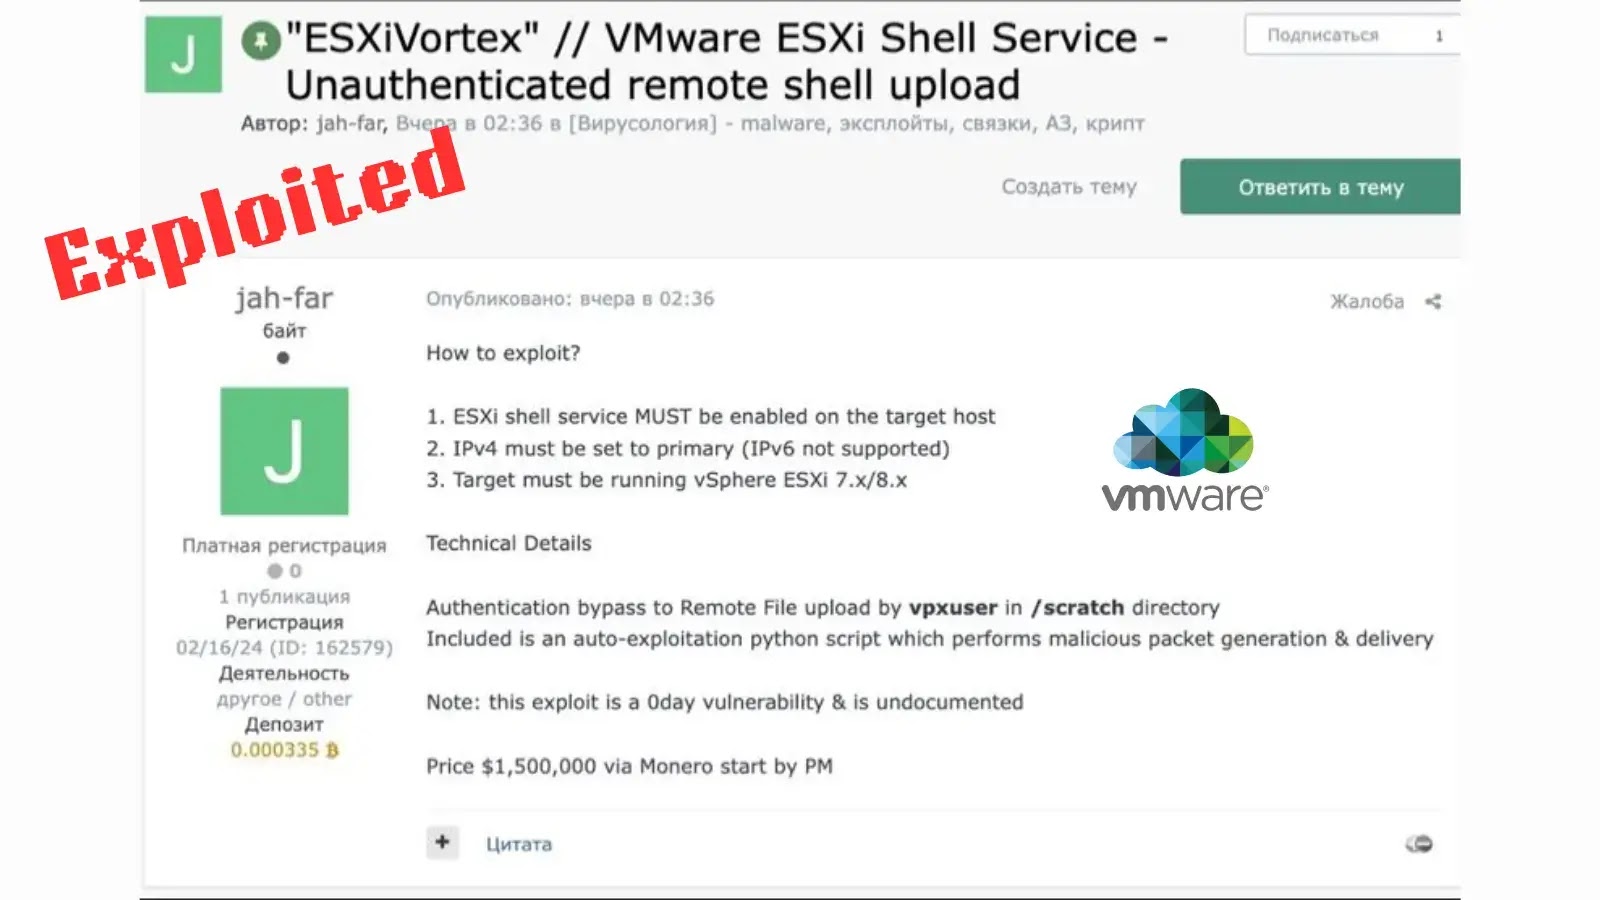 J
"ESXiVortex" // VMware ESXi Shell Service -
Unauthenticated remote shell upload
Подписаться 1
Автор: jah-far, Вчера в 02:36 в [Вирусология] - malware, эксплойты, связки, АЗ, крипт
Создать тему
Ответить в тему
Exploited
jah-far
байт
J
Платная регистрация
0
1 публикация
Регистрация
02/16/24 (ID: 162579)
Деятельность
другое / other
Депозит
0.000335 ₿
Опубликовано: вчера в 02:36
Жалоба
How to exploit?
1. ESXi shell service MUST be enabled on the target host
2. IPv4 must be set to primary (IPv6 not supported)
3. Target must be running vSphere ESXi 7.x/8.x
Technical Details
Authentication bypass to Remote File upload by vpxuser in /scratch directory
Included is an auto-exploitation python script which performs malicious packet generation & delivery
Note: this exploit is a 0day vulnerability & is undocumented
Price $1,500,000 via Monero start by PM
+ Цитата
vmware®